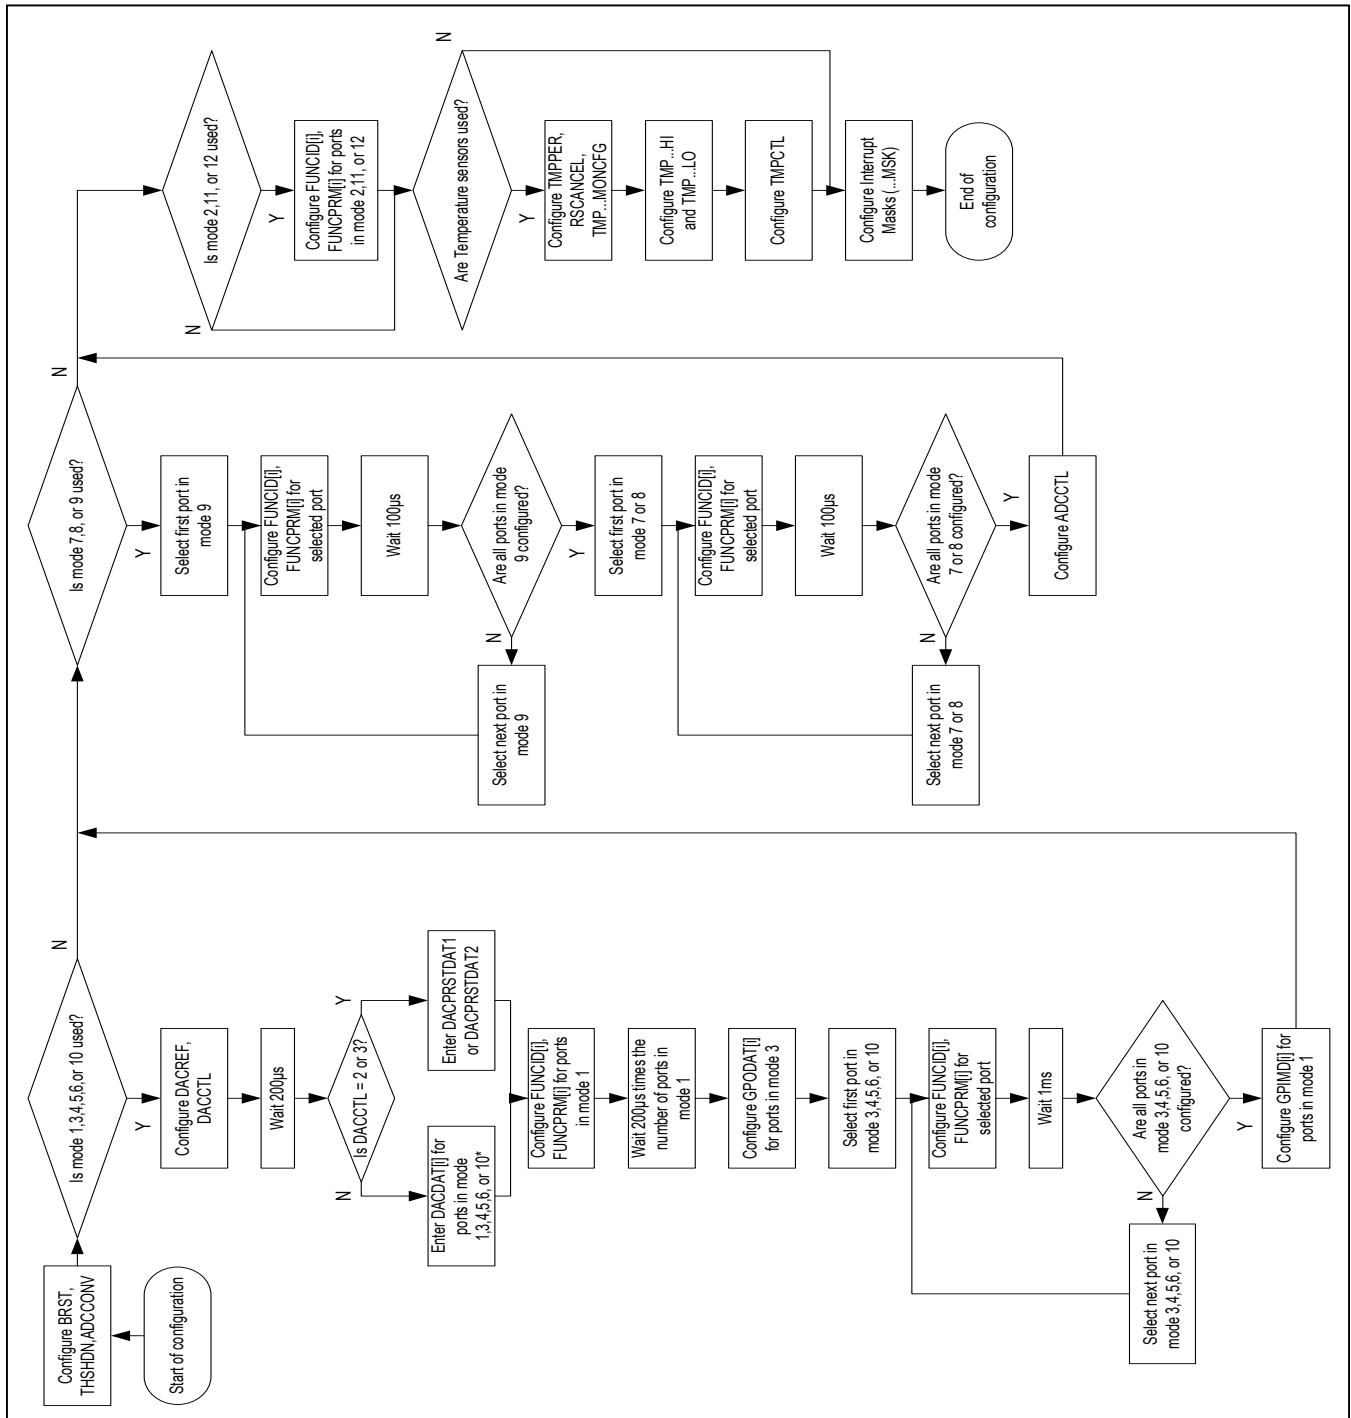 Start of configuration
Configure BRST,
THSHDN,ADCCONV
Is mode 1,3,4,5,6,or 10 used?
N
Y
Configure DACREF,
DACCTL
Wait 200µs
Is DACCTL = 2 or 3?
N
Y
Enter DACDAT[i] for
ports in mode
1,3,4,5,6, or 10*
Enter DACPRSTDAT1
or DACPRSTDAT2
Configure FUNCID[i],
FUNCPRM[i] for ports
in mode 1
Wait 200µs times the
number of ports in
mode 1
Configure GPODAT[i]
for ports in mode 3
Select first port in
mode 3,4,5,6, or 10
Configure FUNCID[i],
FUNCPRM[i] for
selected port
Wait 1ms
Are all ports in
mode 3,4,5,6, or 10
configured?
N
Y
Select next port in
mode 3,4,5,6, or 10
Configure GPIMD[i] for
ports in mode 1
Is mode 7,8, or 9 used?
N
Y
Select first port in
mode 9
Configure FUNCID[i],
FUNCPRM[i] for
selected port
Wait 100µs
Are all ports in mode
9 configured?
N
Y
Select next port in
mode 9
Select first port in
mode 7 or 8
Configure FUNCID[i],
FUNCPRM[i] for
selected port
Wait 100µs
Are all ports in mode
7 or 8 configured?
N
Y
Select next port in
mode 7 or 8
Configure ADCCTL
Is mode 2,11, or 12 used?
N
Y
Configure FUNCID[i],
FUNCPRM[i] for ports
in mode 2,11, or 12
Are Temperature sensors used?
N
Y
Configure TMPPER,
RSCANCEL,
TMP...MONCFG
Configure TMP...HI
and TMP...LO
Configure TMPCTL
Configure Interrupt
Masks (...MSK)
End of
configuration